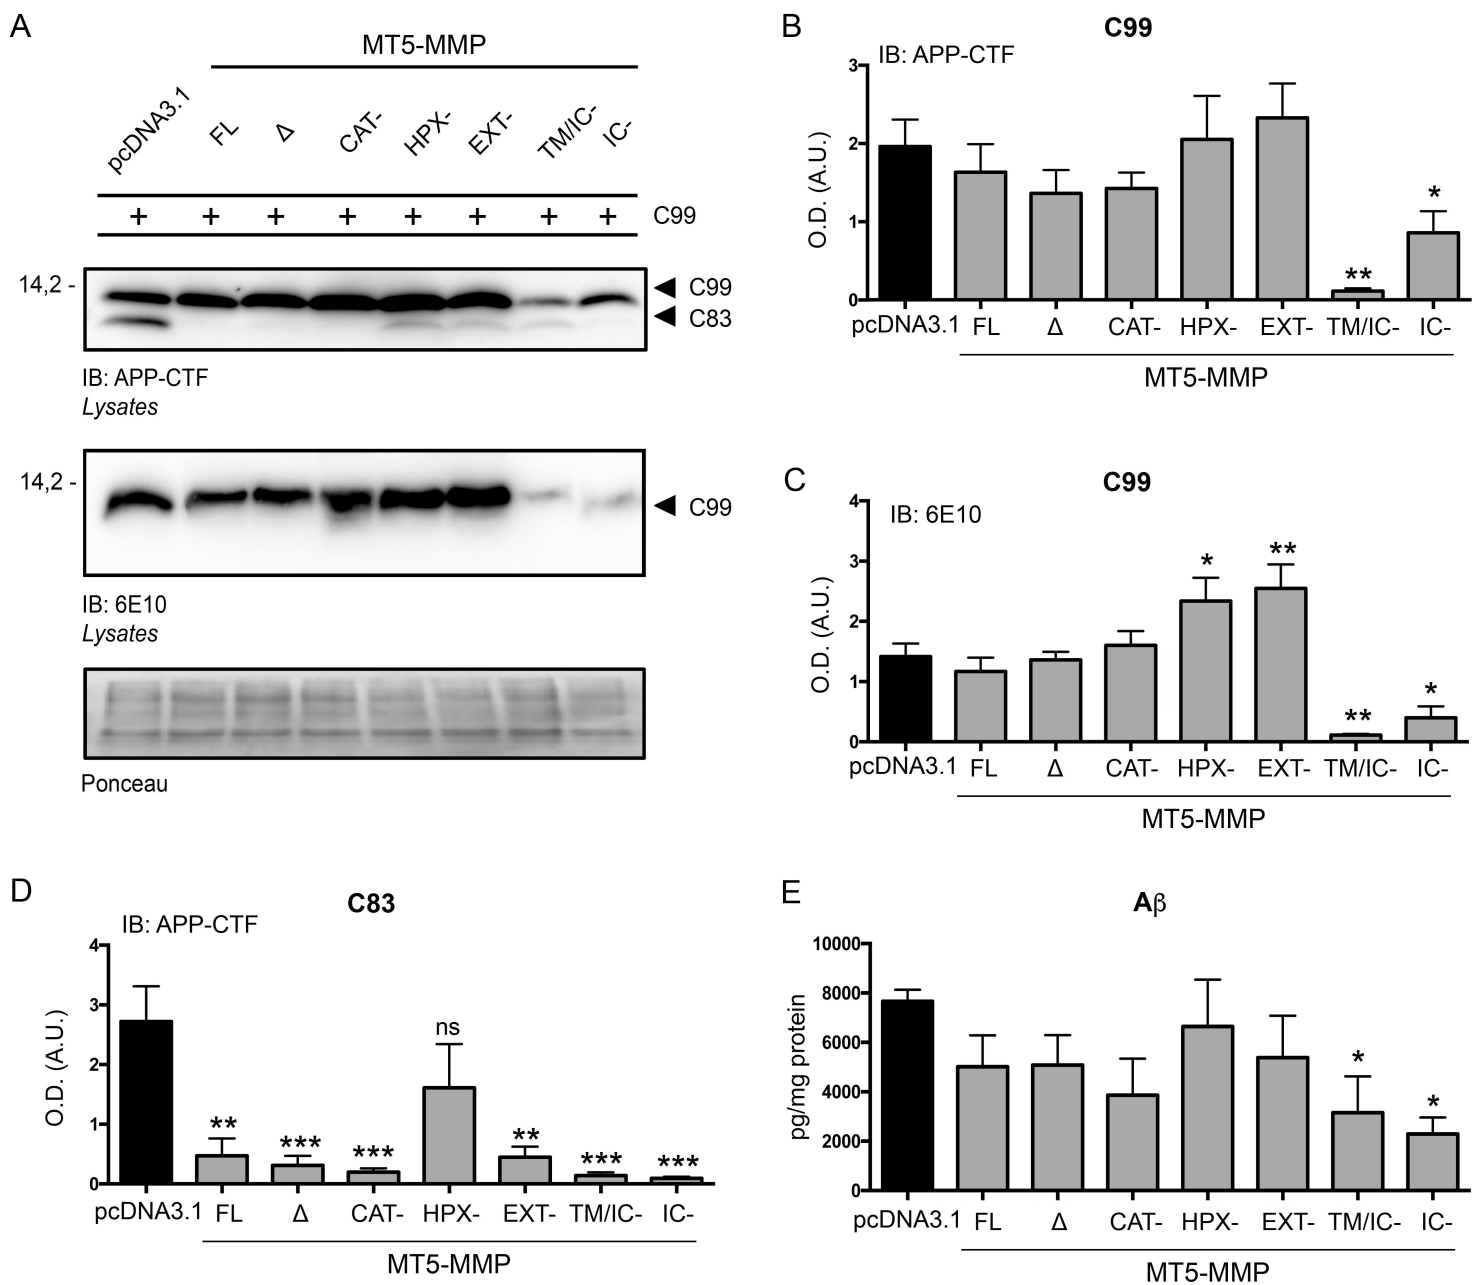 A
MT5-MMP
pcDNA3.1 FL Δ CAT- HPX- EXT- TM/IC- IC-
+ + + + + + + + C99
14,2 -
C99
C83
IB: APP-CTF
Lysates
14,2 -
C99
IB: 6E10
Lysates
Ponceau
B
C99
IB: APP-CTF
O.D. (A.U.)
3
2
1
0
*
**
pcDNA3.1 FL Δ CAT- HPX- EXT- TM/IC- IC-
MT5-MMP
C
C99
IB: 6E10
O.D. (A.U.)
4
3
2
1
0
* ** ** *
pcDNA3.1 FL Δ CAT- HPX- EXT- TM/IC- IC-
MT5-MMP
D
C83
IB: APP-CTF
O.D. (A.U.)
4
3
2
1
0
** *** *** ns ** *** ***
pcDNA3.1 FL Δ CAT- HPX- EXT- TM/IC- IC-
MT5-MMP
E
Aβ
pg/mg protein
10000
8000
6000
4000
2000
0
* *
pcDNA3.1 FL Δ CAT- HPX- EXT- TM/IC- IC-
MT5-MMP